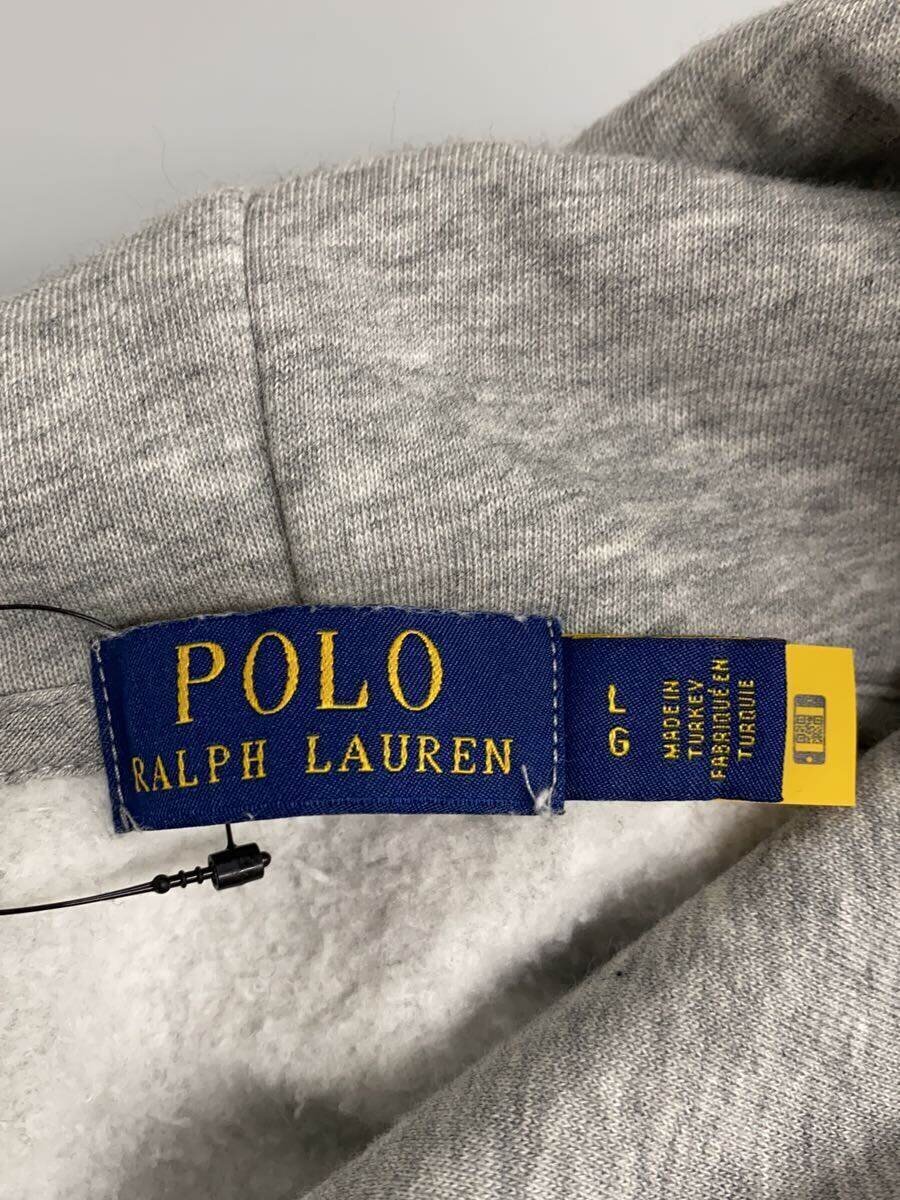 POLO
RALPH LAUREN
L
G
MADE IN
TURKEY
FABRIQUÉ EN
TURQUIE